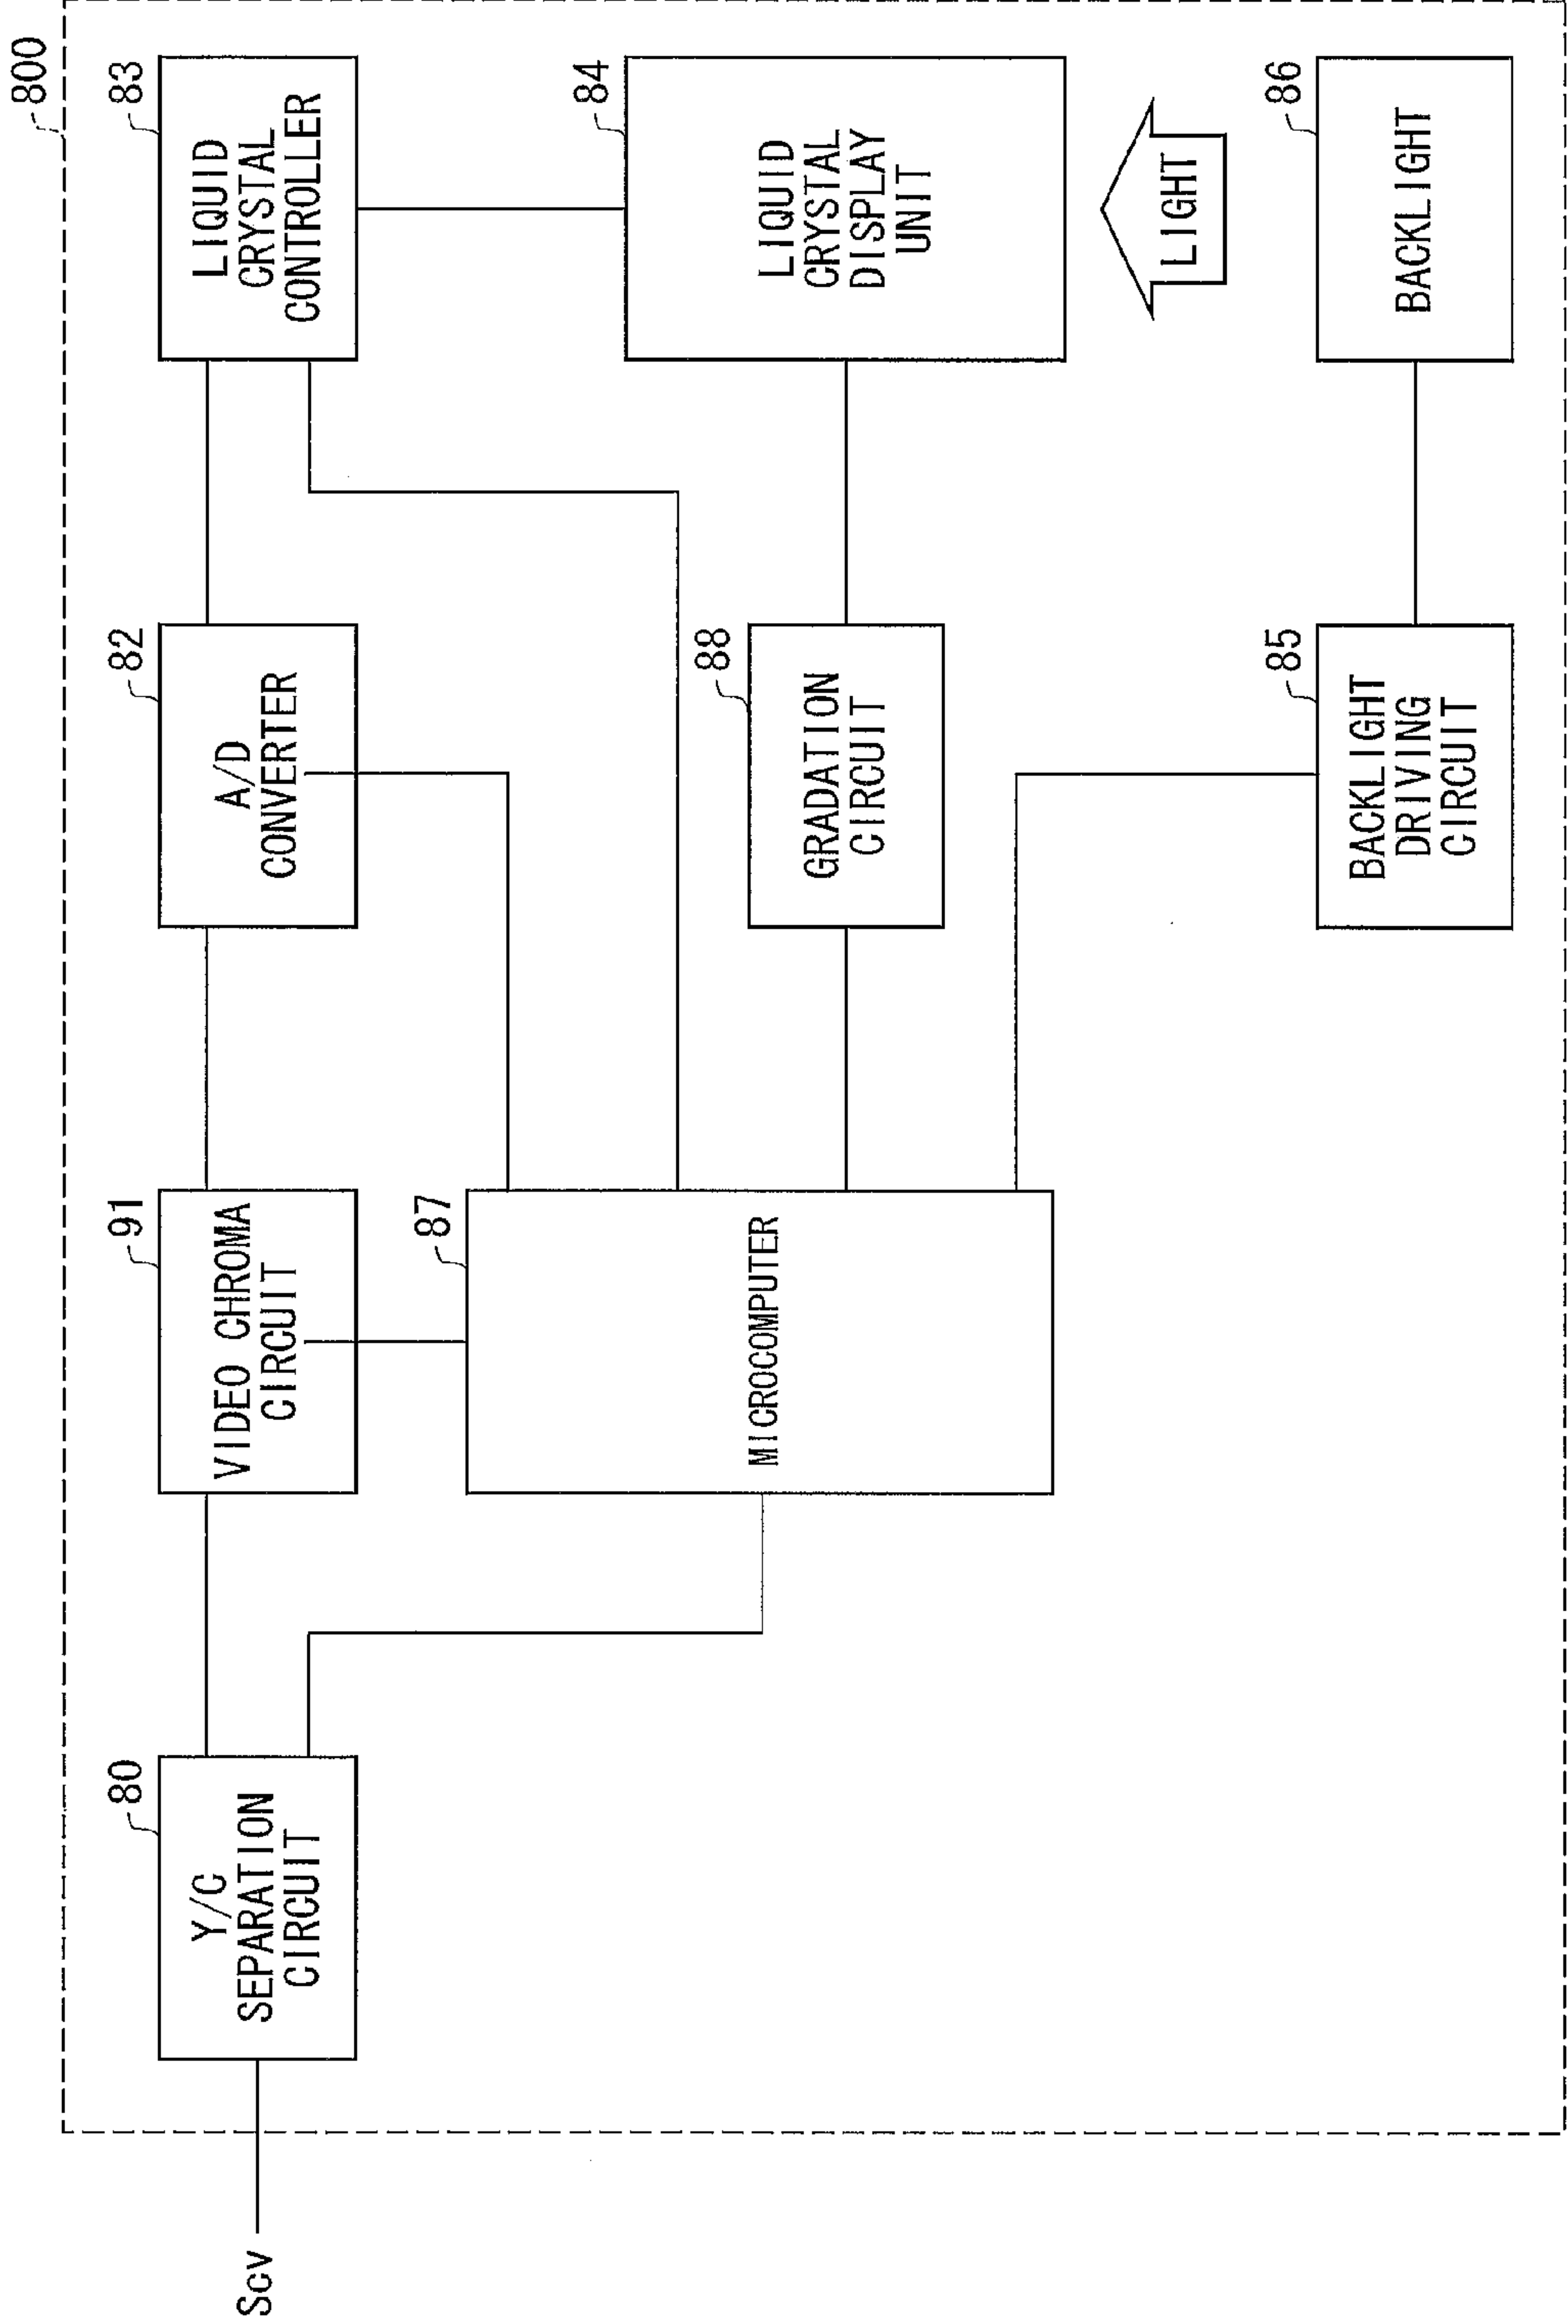 800
80
Y/C
SEPARATION
CIRCUIT
91
VIDEO CHROMA
CIRCUIT
82
A/D
CONVERTER
83
LIQUID
CRYSTAL
CONTROLLER
Scv
87
MICROCOMPUTER
88
GRADATION
CIRCUIT
84
LIQUID
CRYSTAL
DISPLAY
UNIT
LIGHT
85
BACKLIGHT
DRIVING
CIRCUIT
86
BACKLIGHT